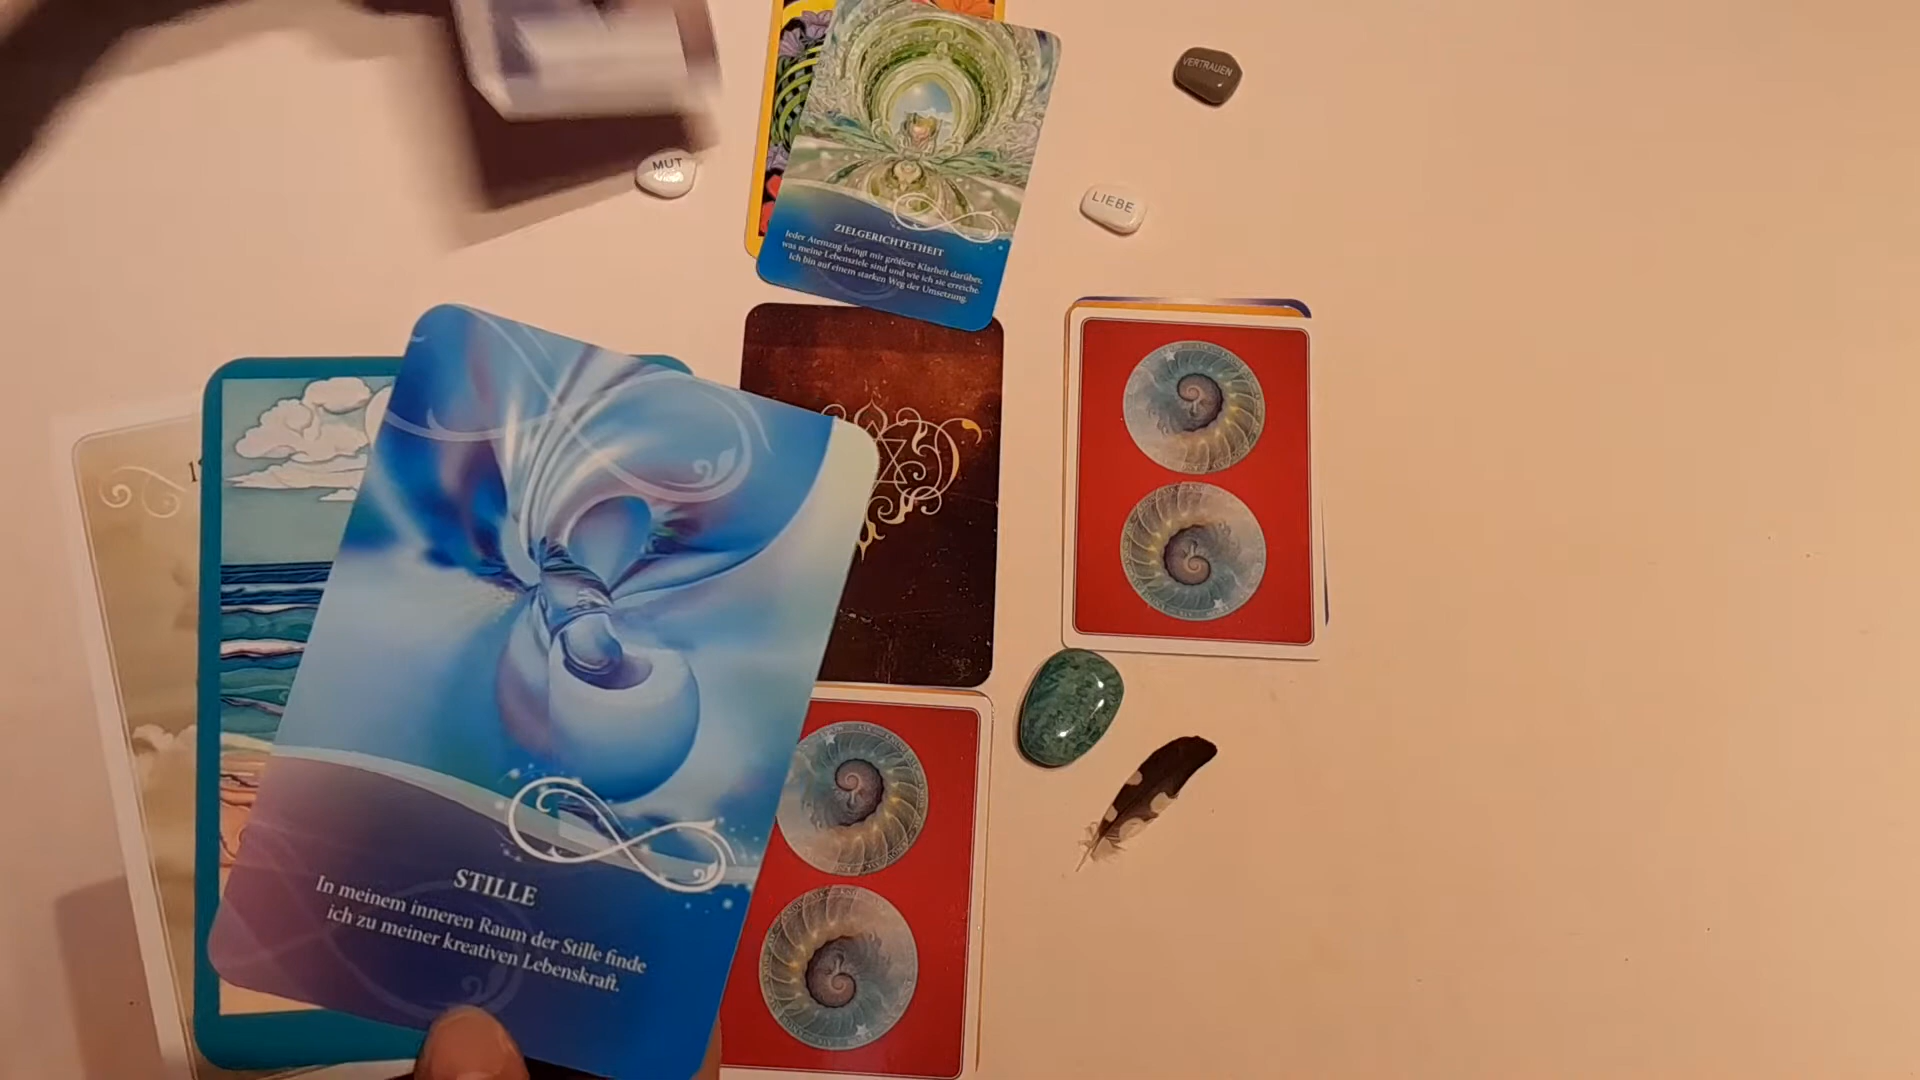 VERTRAUEN
MUT
LIEBE
ZIELGERICHTETHEIT
Jeder Atemzug bringt mir größere Klarheit darüber,
was meine Lebensziele sind und wie ich sie erreiche.
Ich bin auf einem starken Weg der Umsetzung.
STILLE
In meinem inneren Raum der Stille finde
ich zu meiner kreativen Lebenskraft.